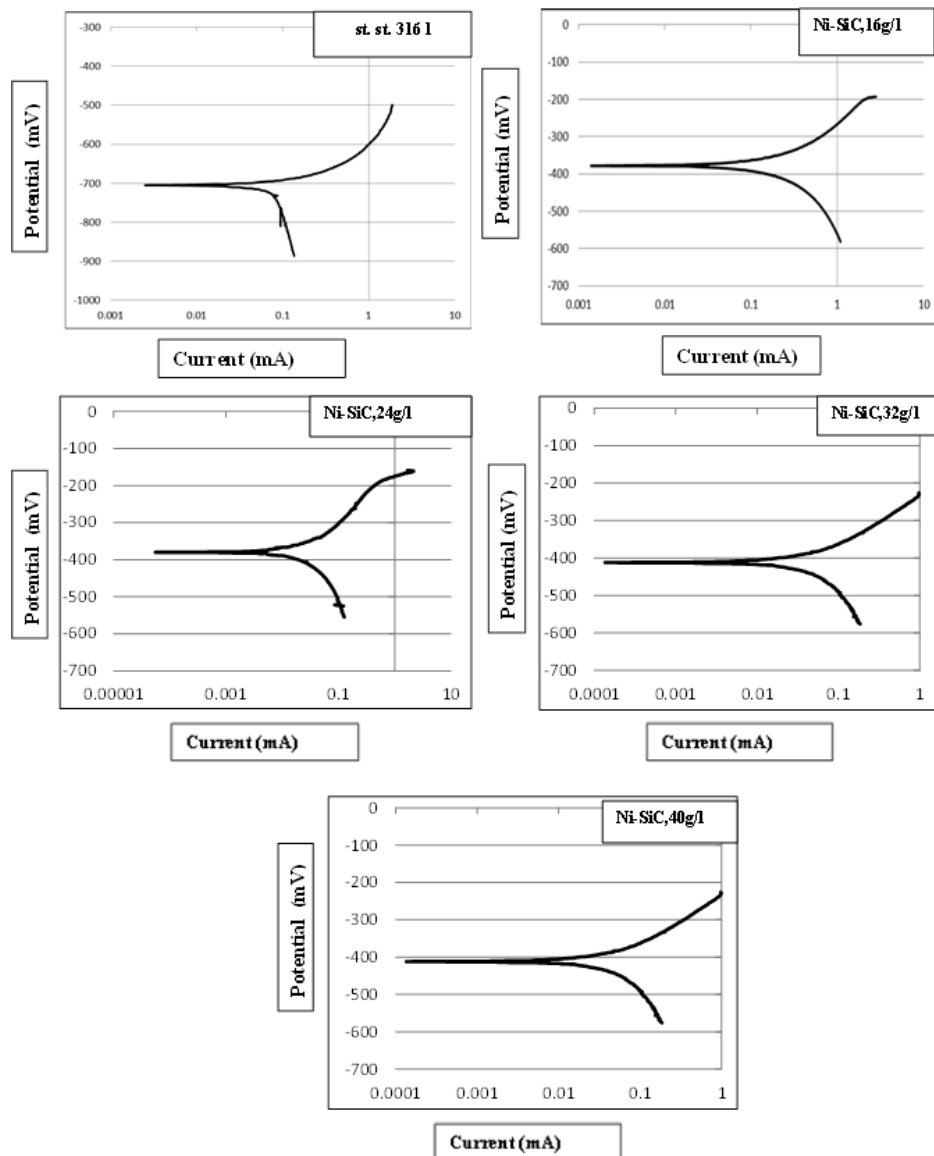 st. st. 316 l
-300
-400
-500
-600
-700
-800
-900
-1000
0.001 0.01 0.1 1 10
Potential (mV)
Current (mA)
Ni-SiC,16g/l
0
-100
-200
-300
-400
-500
-600
-700
0.001 0.01 0.1 1 10
Potential (mV)
Current (mA)
Ni-SiC,24g/l
0
-100
-200
-300
-400
-500
-600
-700
0.00001 0.001 0.1 10
Potential (mV)
Current (mA)
Ni-SiC,32g/l
0
-100
-200
-300
-400
-500
-600
-700
0.0001 0.001 0.01 0.1 1
Potential (mV)
Current (mA)
Ni-SiC,40g/l
0
-100
-200
-300
-400
-500
-600
-700
0.0001 0.001 0.01 0.1 1
Potential (mV)
Current (mA)